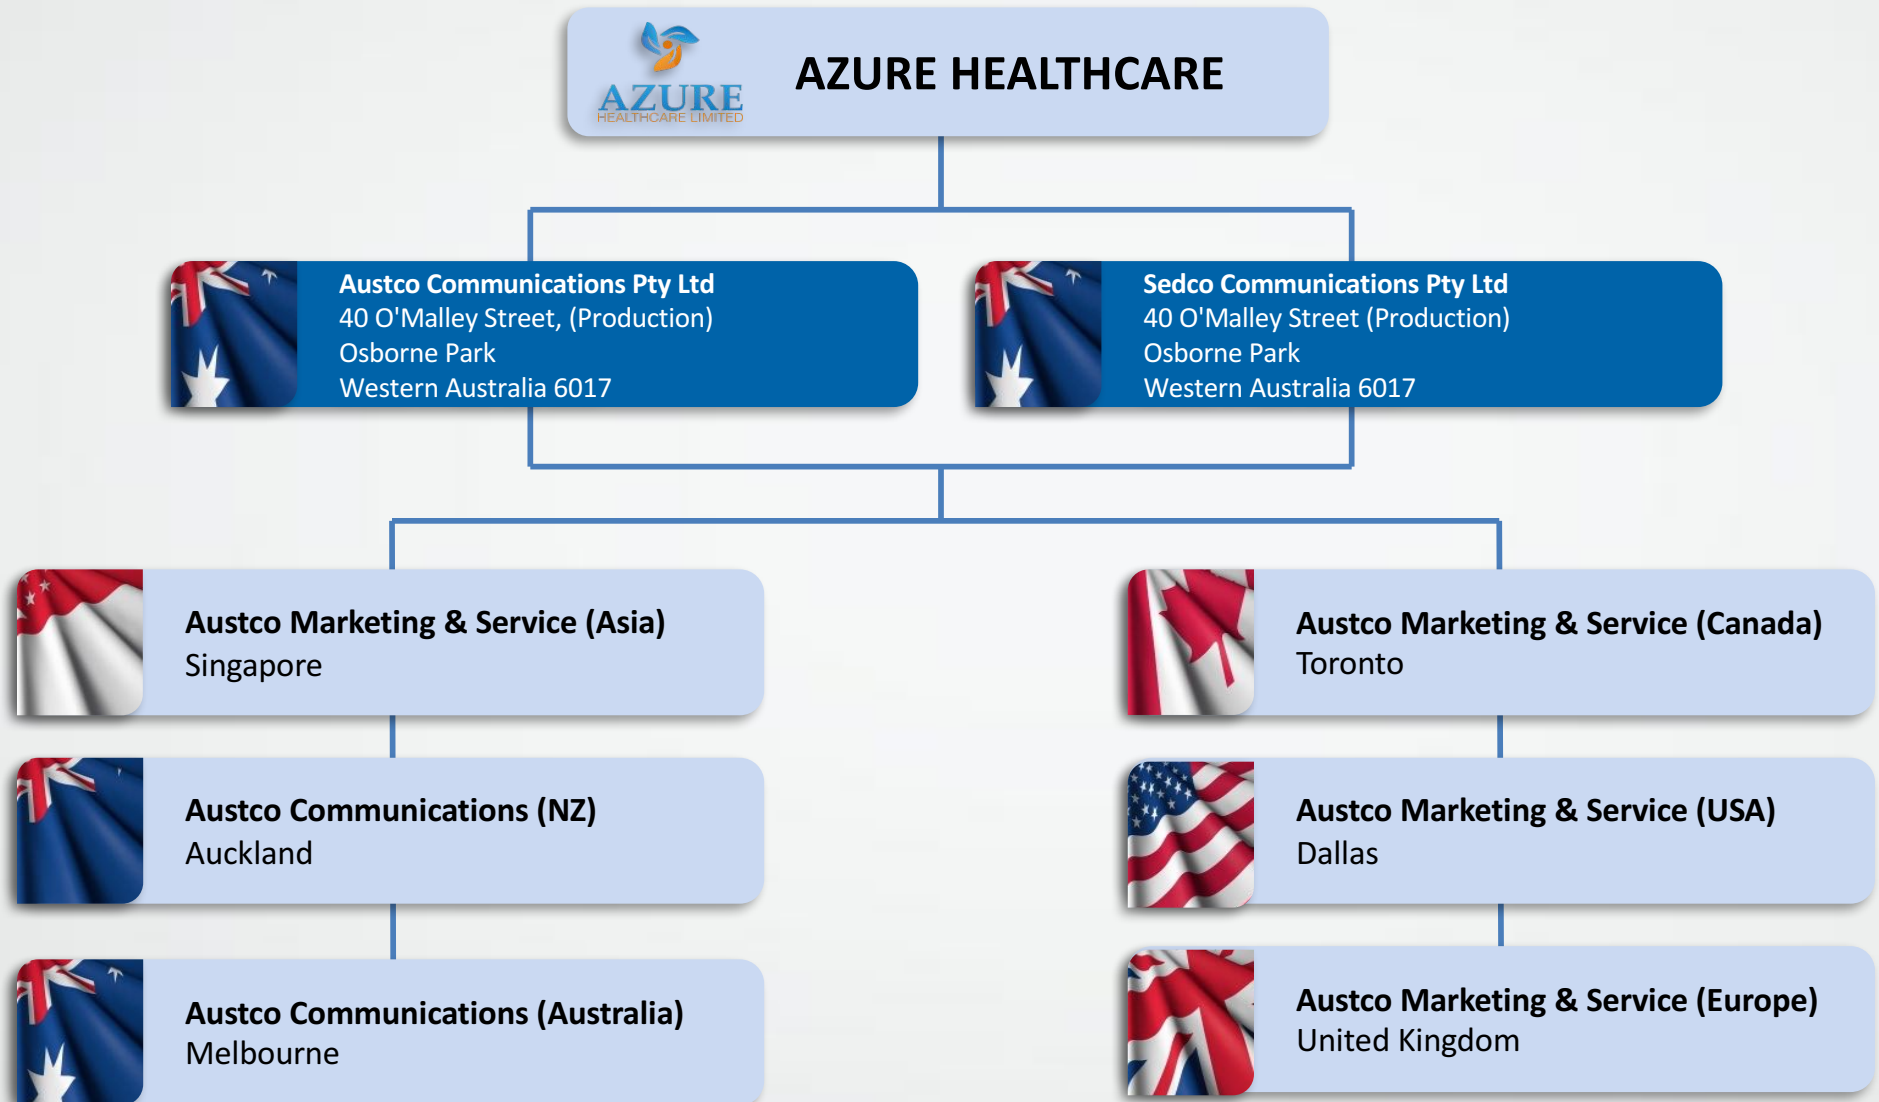 AZURE
HEALTHCARE LIMITED
AZURE HEALTHCARE
Austco Communications Pty Ltd
40 O'Malley Street, (Production)
Osborne Park
Western Australia 6017
Sedco Communications Pty Ltd
40 O'Malley Street (Production)
Osborne Park
Western Australia 6017
Austco Marketing & Service (Asia)
Singapore
Austco Marketing & Service (Canada)
Toronto
Austco Communications (NZ)
Auckland
Austco Marketing & Service (USA)
Dallas
Austco Communications (Australia)
Melbourne
Austco Marketing & Service (Europe)
United Kingdom